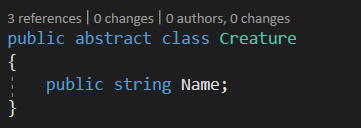 3 references | 0 changes | 0 authors, 0 changes
public abstract class Creature
{
    public string Name;
}